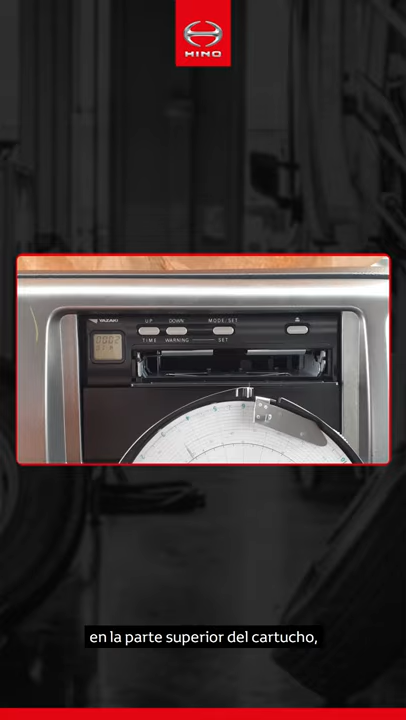 HINO
YAZAKI
UP DOWN MODE/SET
TIME WARNING SET
en la parte superior del cartucho,